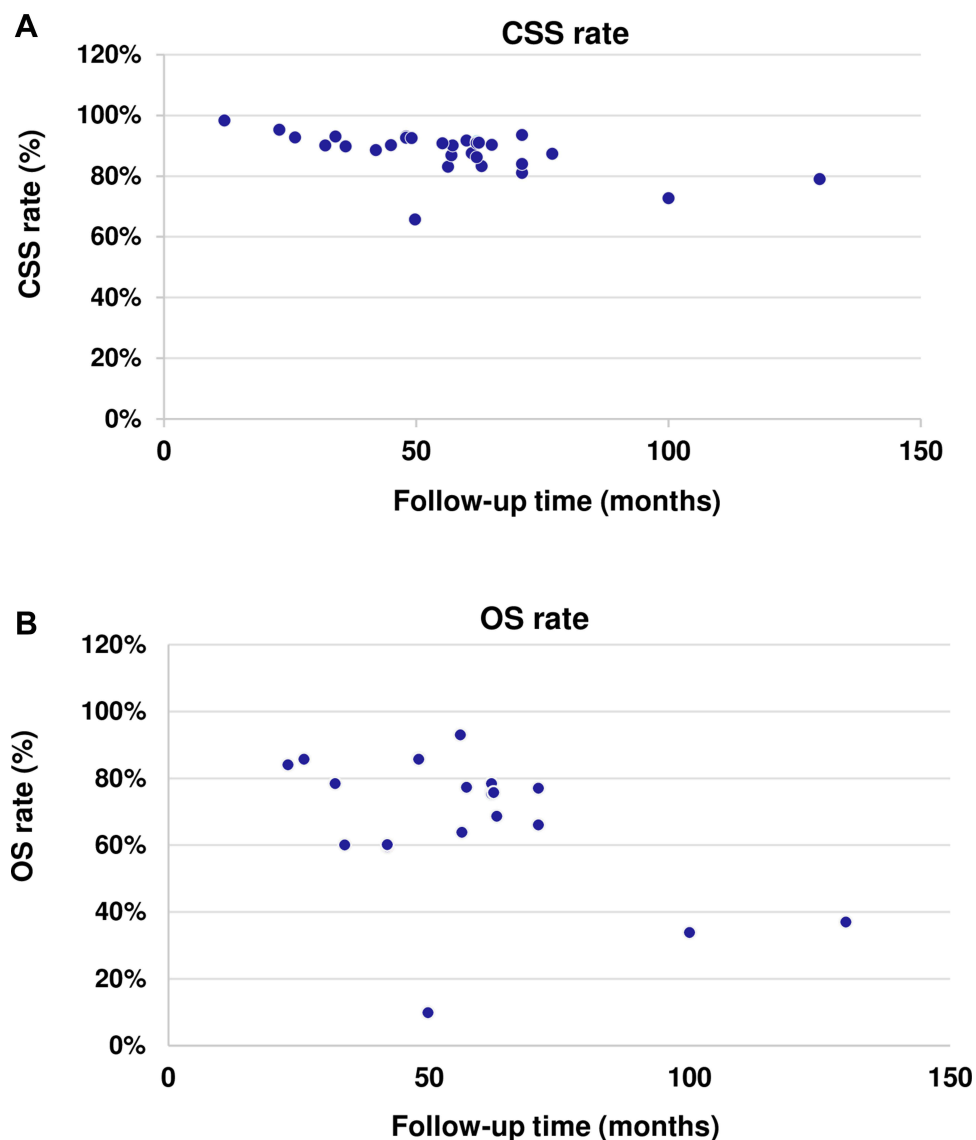 A
CSS rate
CSS rate (%)
120%
100%
80%
60%
40%
20%
0%
0 50 100 150
Follow-up time (months)
B
OS rate
OS rate (%)
120%
100%
80%
60%
40%
20%
0%
0 50 100 150
Follow-up time (months)